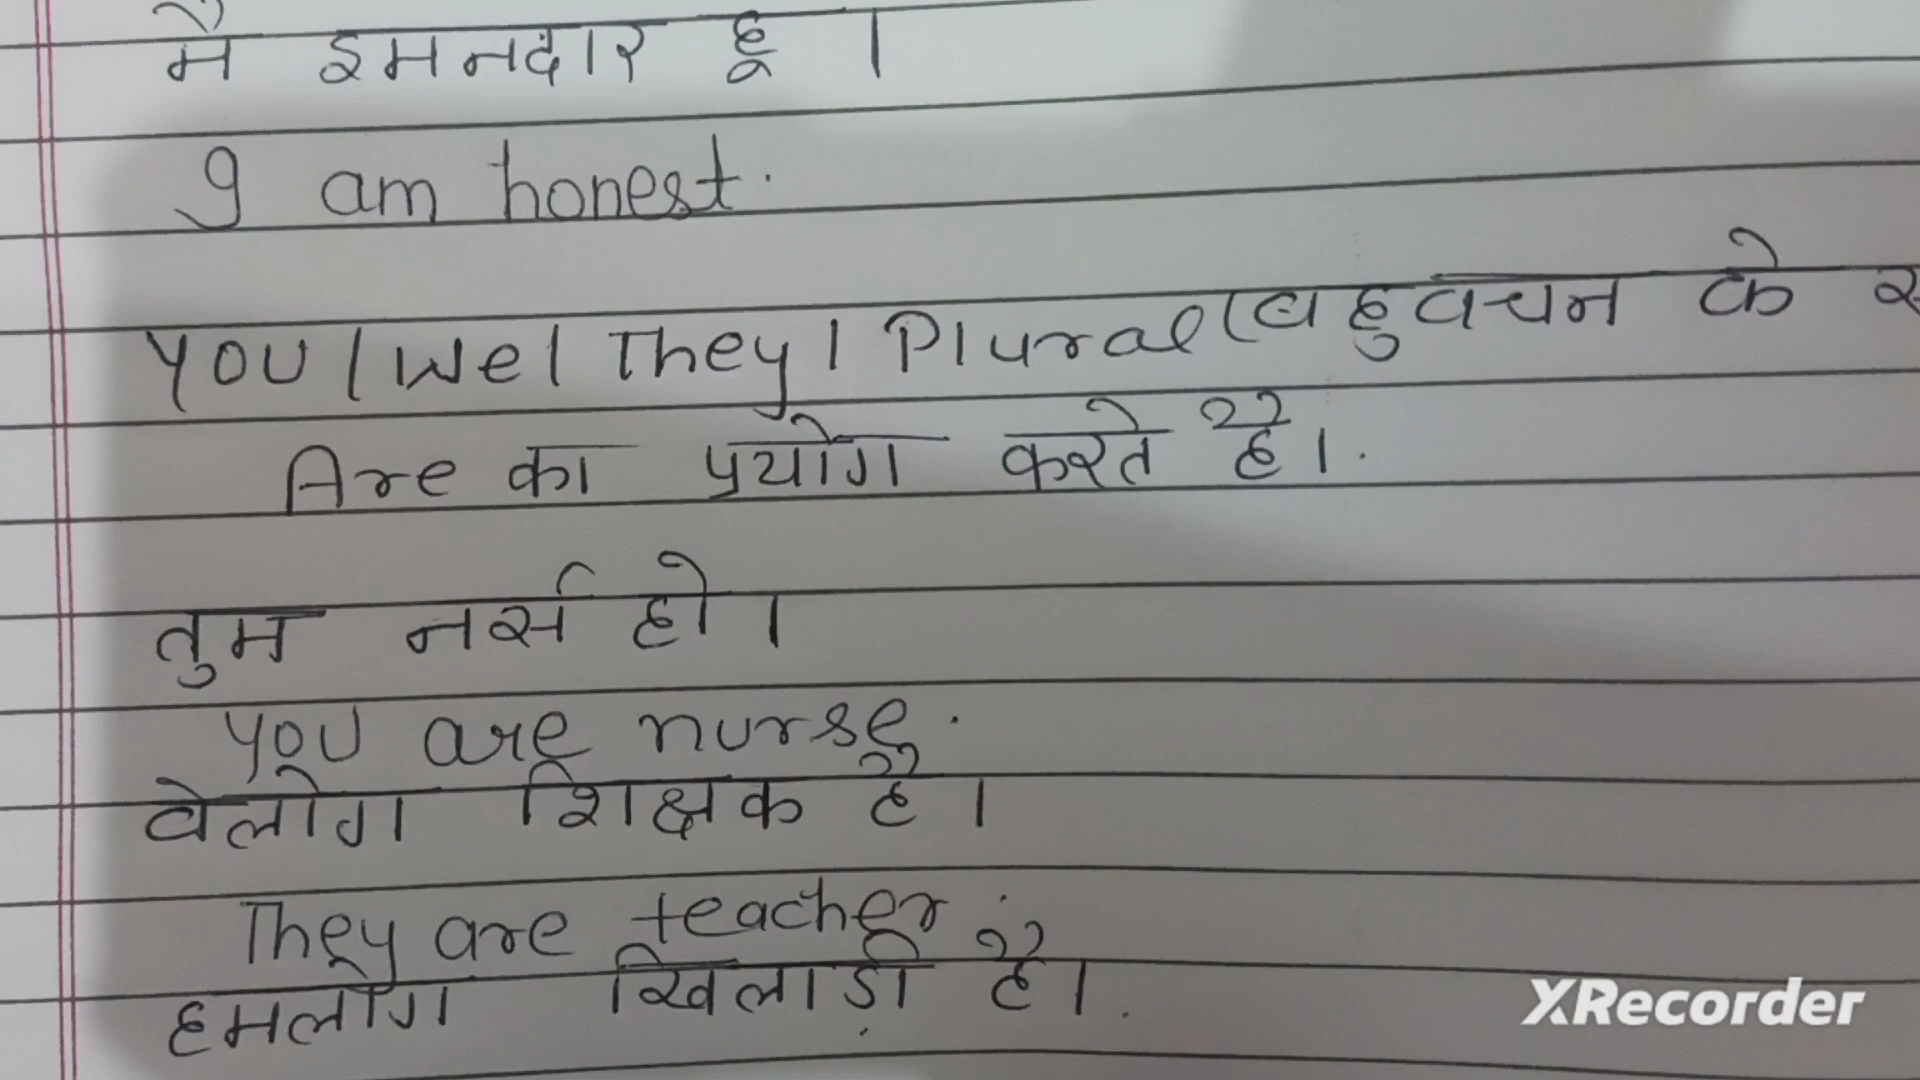 मै इमनदार हू ।
I am honest.
You / We / They / Plural (बहुवचन के
Are का प्रयोग करते है ।
तुम नर्स हो ।
You are nurse.
वेलोग शिक्षक है ।
They are teacher.
हमलोग खिलाड़ी है ।
XRecorder